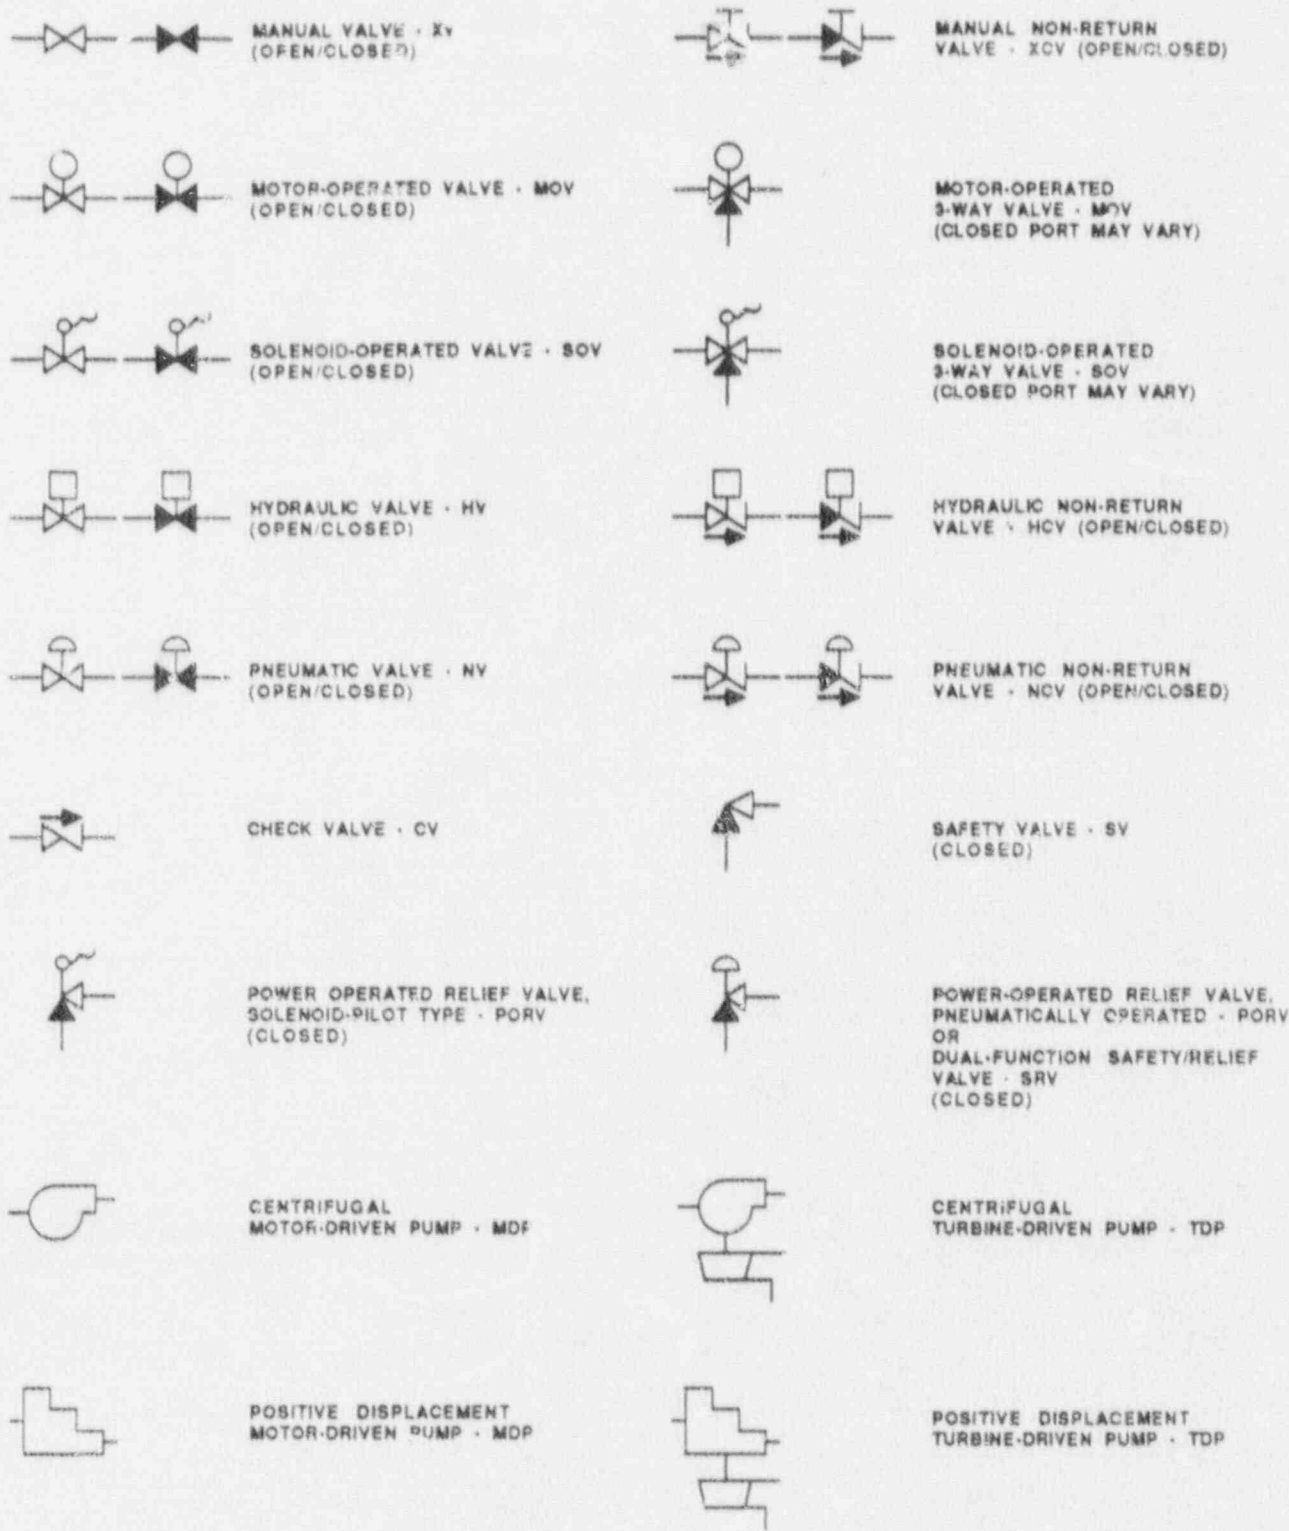 MANUAL VALVE - XV
(OPEN/CLOSED)
MANUAL NON-RETURN
VALVE - XCV (OPEN/CLOSED)
MOTOR-OPERATED VALVE - MOV
(OPEN/CLOSED)
MOTOR-OPERATED
3-WAY VALVE - MOV
(CLOSED PORT MAY VARY)
SOLENOID-OPERATED VALVE - SOV
(OPEN/CLOSED)
SOLENOID-OPERATED
3-WAY VALVE - SOV
(CLOSED PORT MAY VARY)
HYDRAULIC VALVE - HV
(OPEN/CLOSED)
HYDRAULIC NON-RETURN
VALVE - HCV (OPEN/CLOSED)
PNEUMATIC VALVE - NV
(OPEN/CLOSED)
PNEUMATIC NON-RETURN
VALVE - NCV (OPEN/CLOSED)
CHECK VALVE - CV
SAFETY VALVE - SV
(CLOSED)
POWER OPERATED RELIEF VALVE,
SOLENOID-PILOT TYPE - PORV
(CLOSED)
POWER-OPERATED RELIEF VALVE,
PNEUMATICALLY OPERATED - PORV
OR
DUAL-FUNCTION SAFETY/RELIEF
VALVE - SRV
(CLOSED)
CENTRIFUGAL
MOTOR-DRIVEN PUMP - MDP
CENTRIFUGAL
TURBINE-DRIVEN PUMP - TDP
POSITIVE DISPLACEMENT
MOTOR-DRIVEN PUMP - MDP
POSITIVE DISPLACEMENT
TURBINE-DRIVEN PUMP - TDP